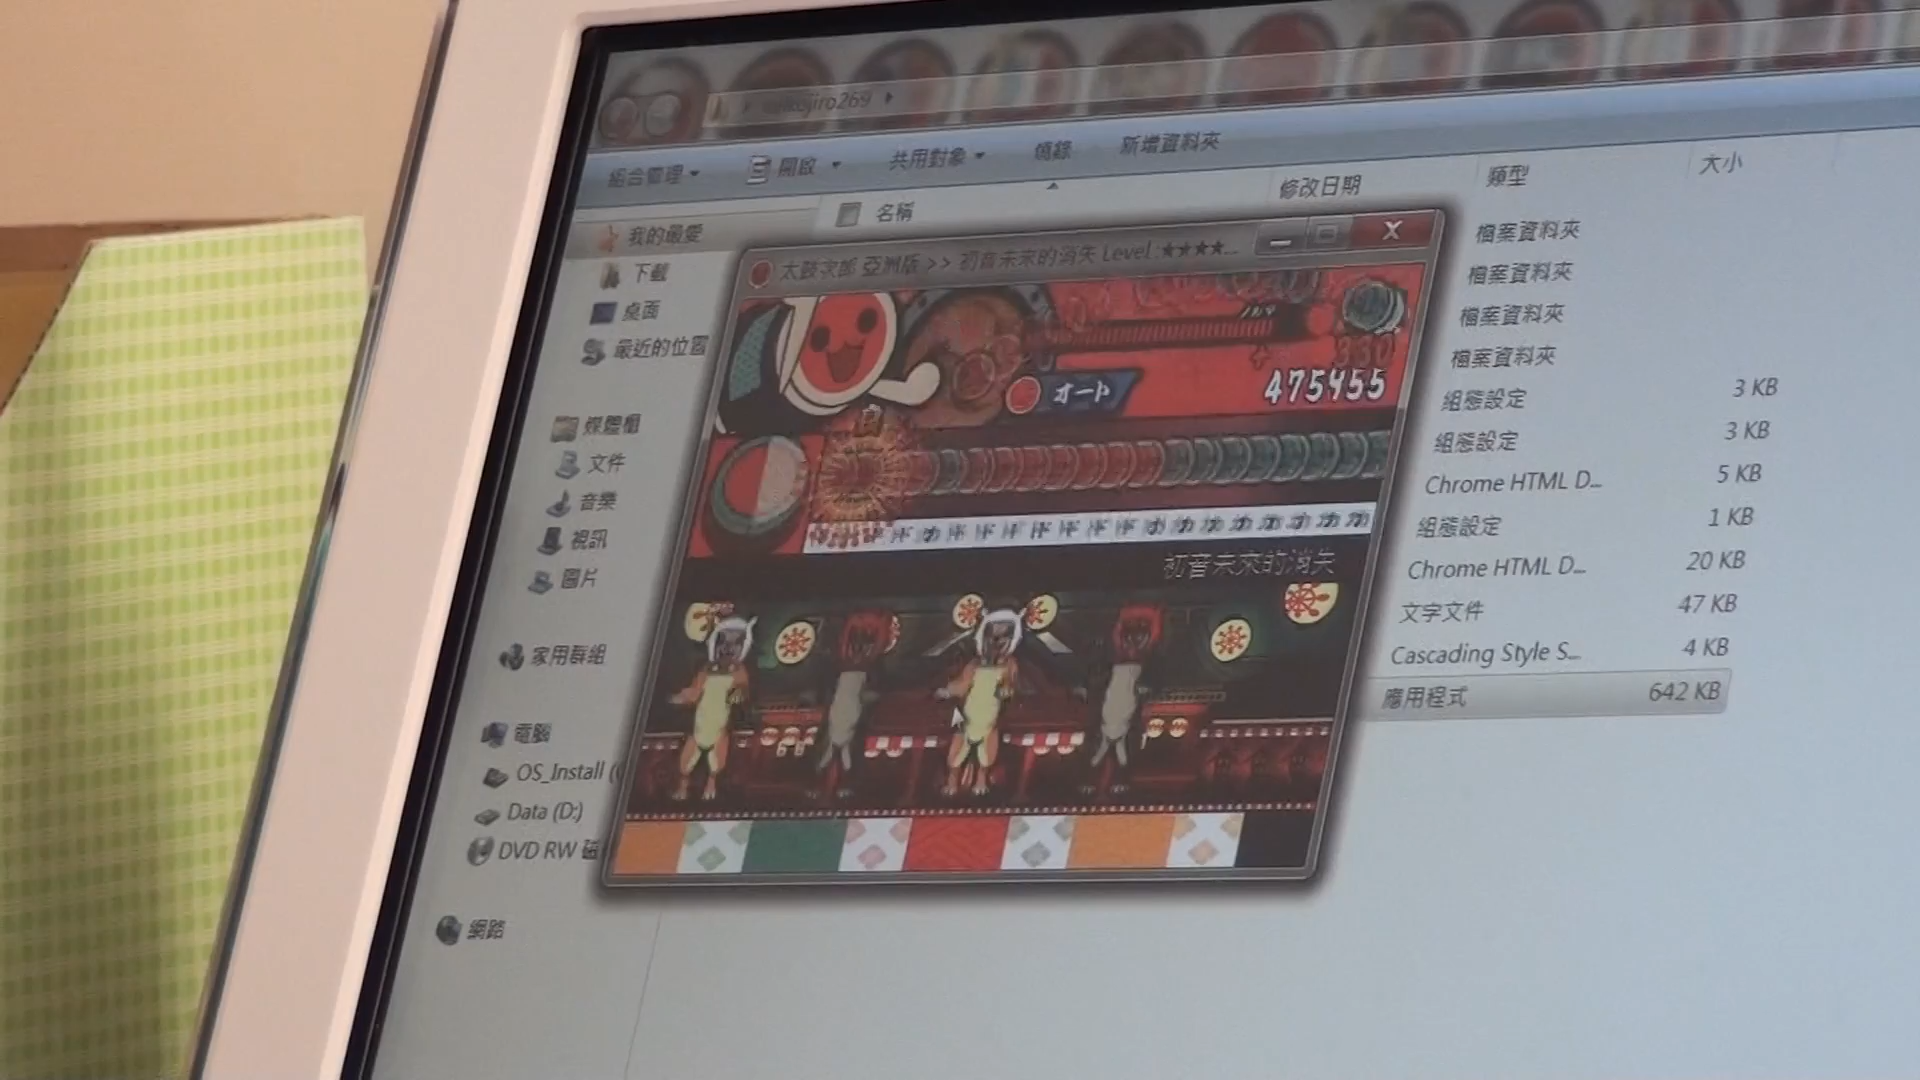 組合管理 開啟 共用對象 燒錄 新增資料夾
名稱 修改日期 類型 大小
我的最愛
下載
桌面
最近的位置
媒體櫃
文件
音樂
視訊
圖片
家用群組
電腦
OS_Install (
Data (D:)
DVD RW 磁
網路
太鼓次郎 亞洲版 >> 初音未來的消失 Level:★★★★...
330
475455
オート
良
初音未來的消失
檔案資料夾
檔案資料夾
檔案資料夾
檔案資料夾
組態設定 3 KB
組態設定 3 KB
Chrome HTML D... 5 KB
組態設定 1 KB
Chrome HTML D... 20 KB
文字文件 47 KB
Cascading Style S... 4 KB
應用程式 642 KB